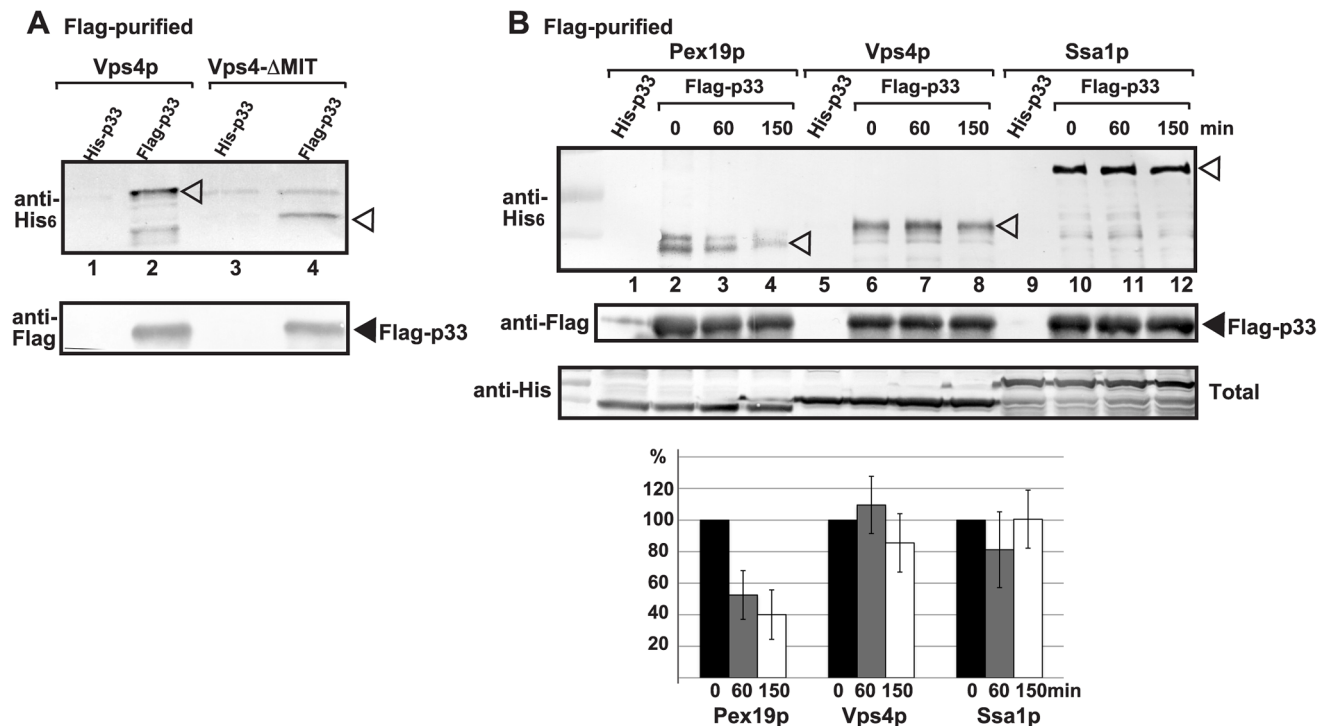 A Flag-purified
Vps4p Vps4-ΔMIT
His-p33 Flag-p33 His-p33 Flag-p33
anti-
His6
1 2 3 4
anti-
Flag
Flag-p33
B Flag-purified
Pex19p Vps4p Ssa1p
His-p33 Flag-p33 His-p33 Flag-p33 His-p33 Flag-p33
0 60 150 0 60 150 0 60 150 min
anti-
His6
1 2 3 4 5 6 7 8 9 10 11 12
anti-Flag Flag-p33
anti-His Total
%
120
100
80
60
40
20
0 60 150 0 60 150 0 60 150min
Pex19p Vps4p Ssa1p